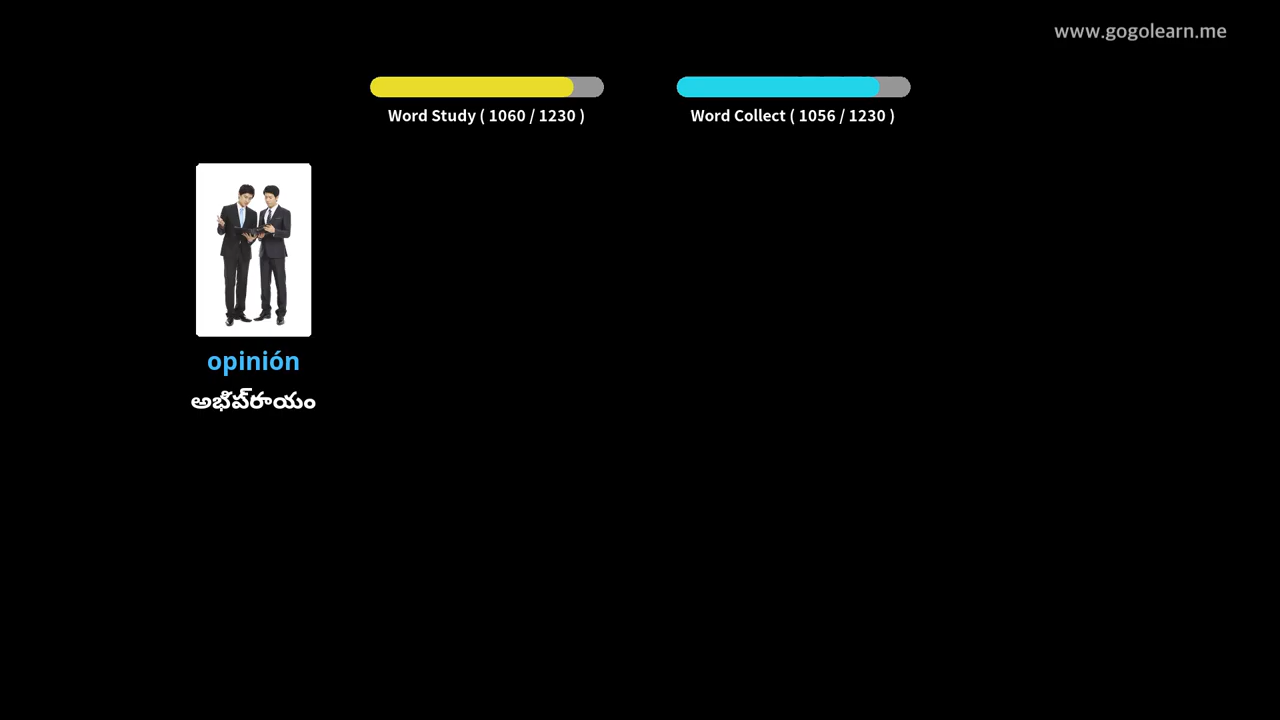 www.gogolearn.me
Word Study ( 1060 / 1230 )
Word Collect ( 1056 / 1230 )
opinión
అభిప్రాయం